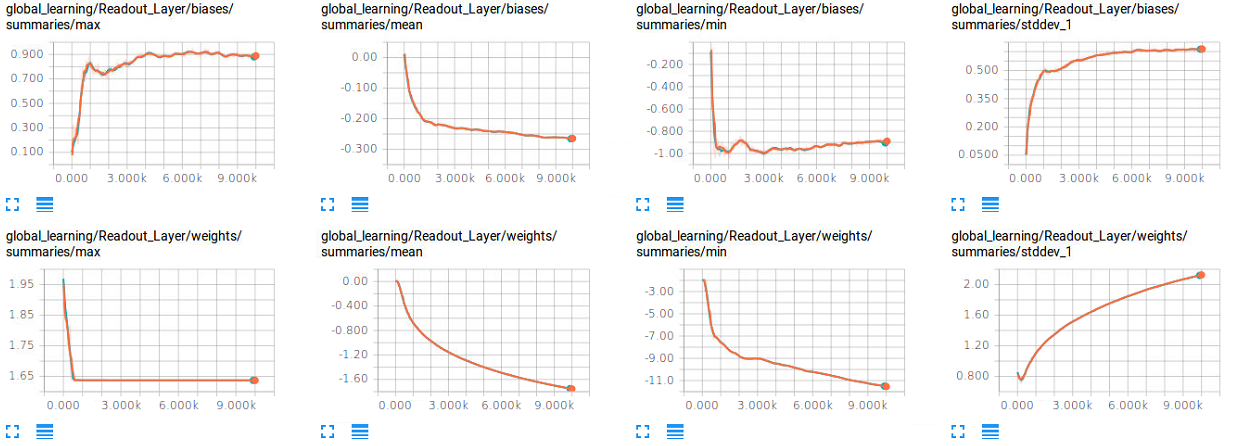 global_learning/Readout_Layer/biases/
summaries/max
0.900
0.700
0.500
0.300
0.100
0.000 3.000k 6.000k 9.000k
global_learning/Readout_Layer/biases/
summaries/mean
0.00
-0.100
-0.200
-0.300
0.000 3.000k 6.000k 9.000k
global_learning/Readout_Layer/biases/
summaries/min
-0.200
-0.400
-0.600
-0.800
-1.00
0.000 3.000k 6.000k 9.000k
global_learning/Readout_Layer/biases/
summaries/stddev_1
0.500
0.350
0.200
0.0500
0.000 3.000k 6.000k 9.000k
global_learning/Readout_Layer/weights/
summaries/max
1.95
1.85
1.75
1.65
0.000 3.000k 6.000k 9.000k
global_learning/Readout_Layer/weights/
summaries/mean
0.00
-0.400
-0.800
-1.20
-1.60
0.000 3.000k 6.000k 9.000k
global_learning/Readout_Layer/weights/
summaries/min
-3.00
-5.00
-7.00
-9.00
-11.0
0.000 3.000k 6.000k 9.000k
global_learning/Readout_Layer/weights/
summaries/stddev_1
2.00
1.60
1.20
0.800
0.000 3.000k 6.000k 9.000k